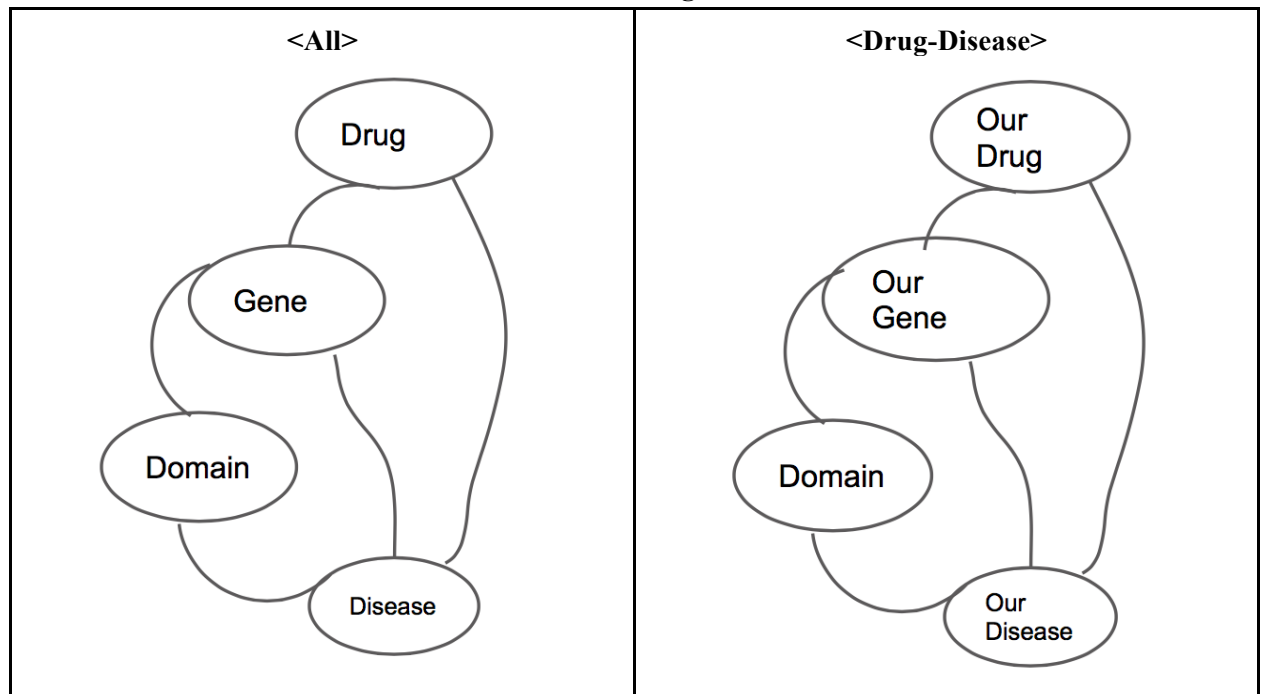 <All>
Drug
Gene
Domain
Disease
<Drug-Disease>
Our
Drug
Our
Gene
Domain
Our
Disease